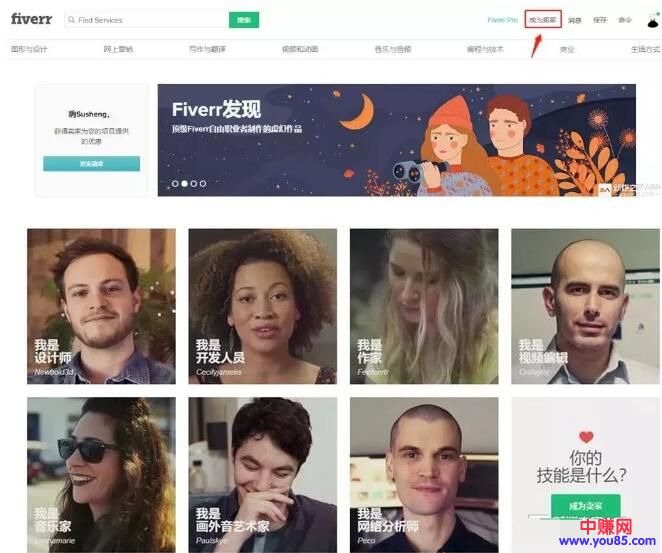 fiverr
Find Services
搜索
Fiverr Pro
成为卖家
消息
保存
命令
图形与设计
网上营销
写作与翻译
视频和动画
音乐与音频
编程与技术
商业
生活方式
嗨Susheng,
获得卖家为您的项目提供
的优惠
发布请求
Fiverr发现
顶级Fiverr自由职业者制作的虚幻作品
我是
设计师
Newbold3d
我是
开发人员
Cecilyjamelia
我是
作家
Feefeertr
我是
视频编辑
我是
音乐家
Lannamarie
我是
画外音艺术家
Paulskye
我是
网络分析师
Peco
你的
技能是什么?
成为卖家
中赚网
www.you85.com